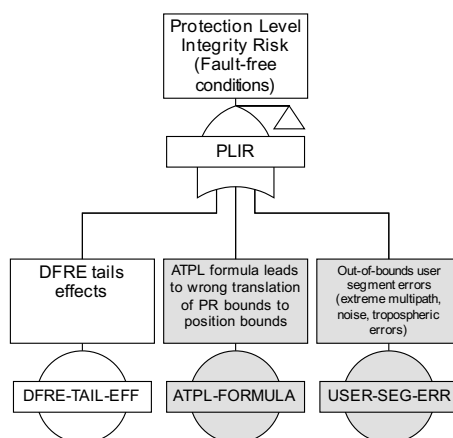 Protection Level
Integrity Risk
(Fault-free
conditions)
PLIR
DFRE tails
effects
ATPL formula leads
to wrong translation
of PR bounds to
position bounds
Out-of-bounds user
segment errors
(extreme multipath,
noise, tropospheric
errors)
DFRE-TAIL-EFF
ATPL-FORMULA
USER-SEG-ERR